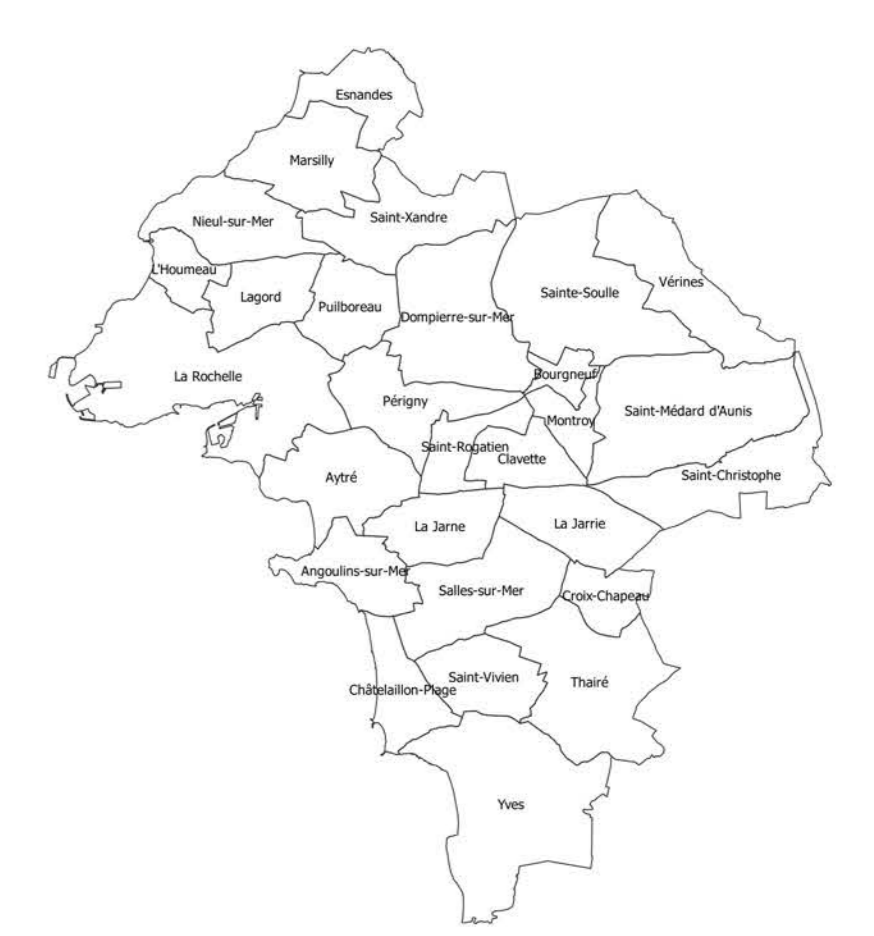 Esnandes
Marsilly
Saint-Xandre
Nieul-sur-Mer
L'Houmeau
Vérines
Sainte-Soulle
Lagord
Puilboreau
Dompierre-sur-Mer
La Rochelle
Bourgneuf
Périgny
Saint-Médard d'Aunis
Montroy
Saint-Rogatien
Clavette
Saint-Christophe
Aytré
La Jarne
La Jarrie
Angoulins-sur-Mer
Salles-sur-Mer
Croix-Chapeau
Saint-Vivien
Thairé
Châtelaillon-Plage
Yves